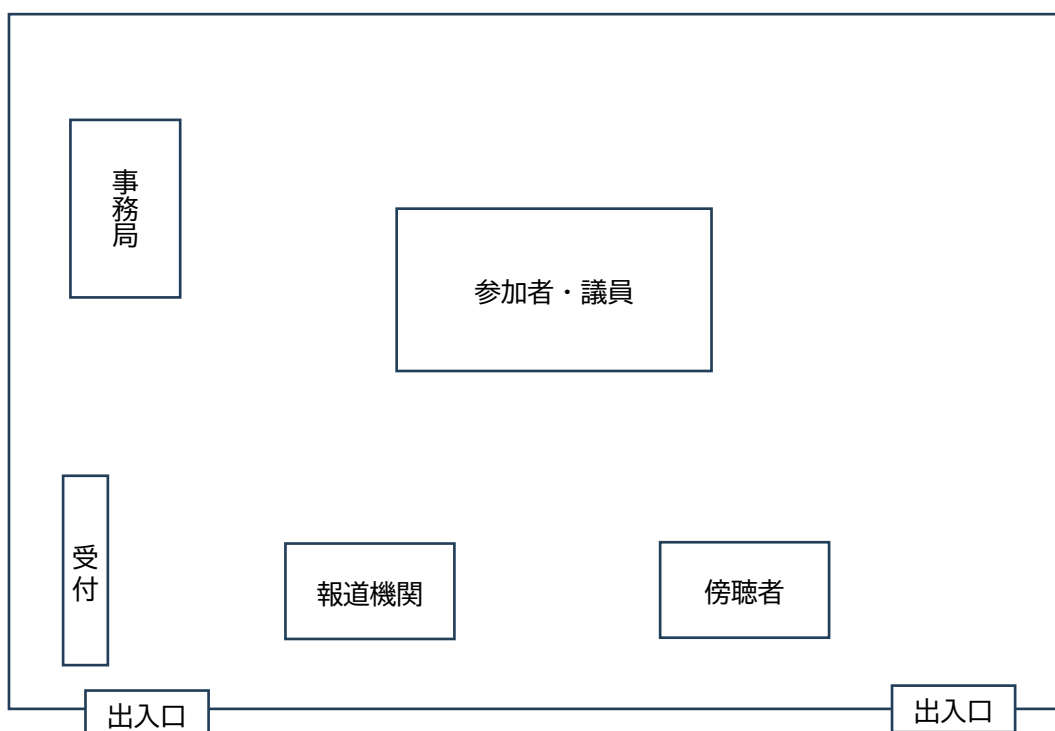 事務局
参加者・議員
受付
報道機関
傍聴者
出入口
出入口